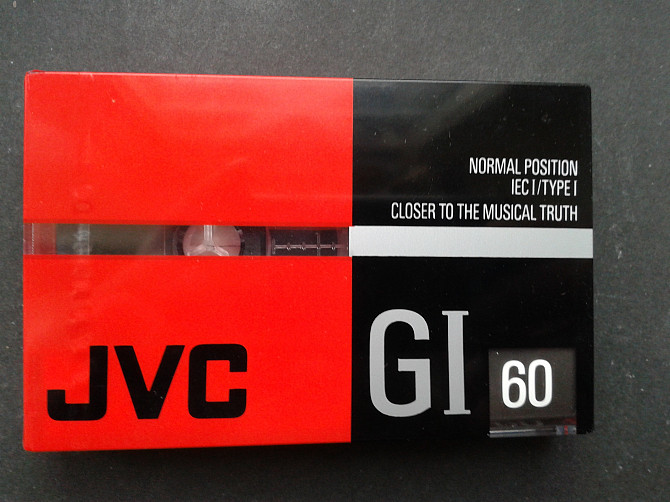 NORMAL POSITION
IEC I/TYPE I
CLOSER TO THE MUSICAL TRUTH
JVC
GI
60